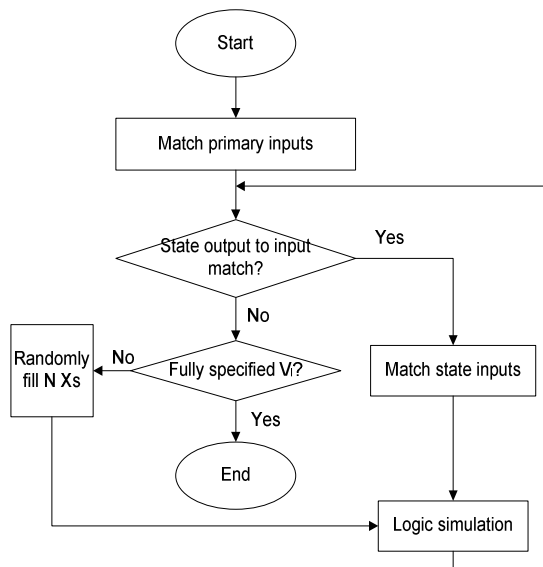 Start
Match primary inputs
State output to input
match?
Yes
No
Randomly
fill N Xs
No
Fully specified Vi?
Match state inputs
Yes
End
Logic simulation